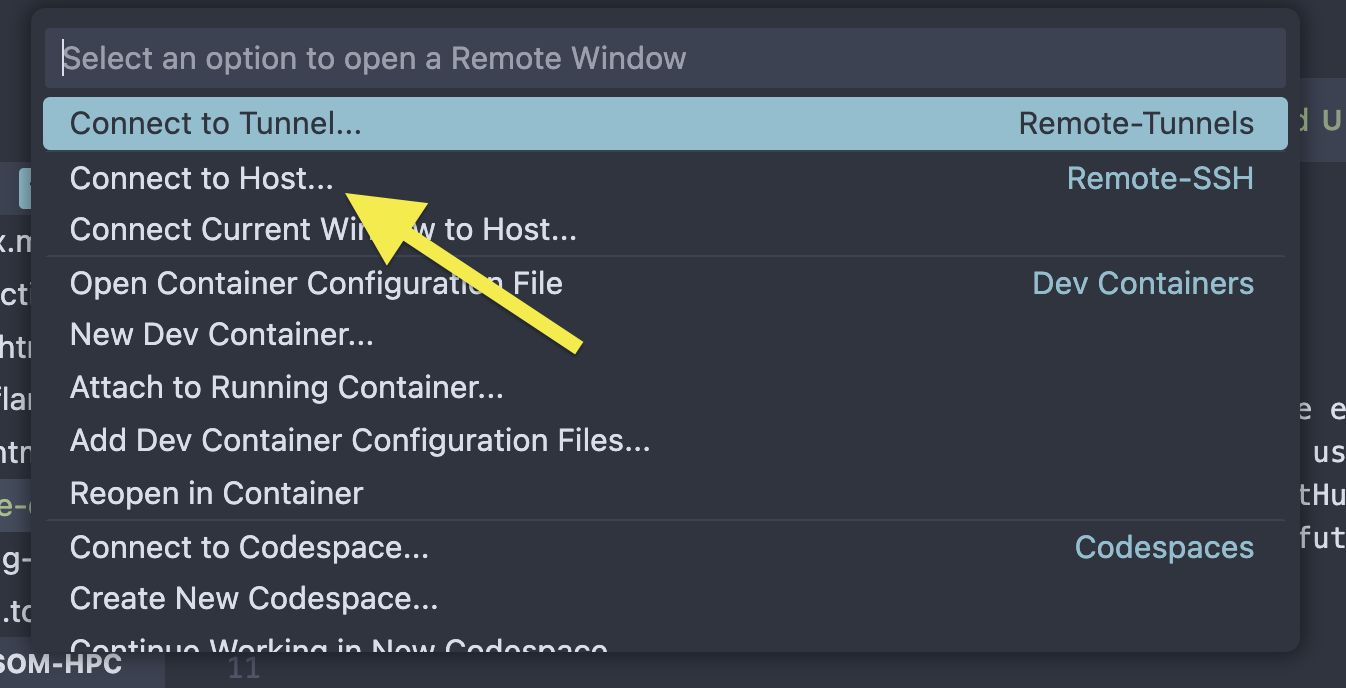 Select an option to open a Remote Window
Connect to Tunnel... Remote-Tunnels
Connect to Host... Remote-SSH
Connect Current Window to Host...
Open Container Configuration File Dev Containers
New Dev Container...
Attach to Running Container...
Add Dev Container Configuration Files...
Reopen in Container
Connect to Codespace... Codespaces
Create New Codespace...
Continue Working in New Codespace
SOM-HPC
11